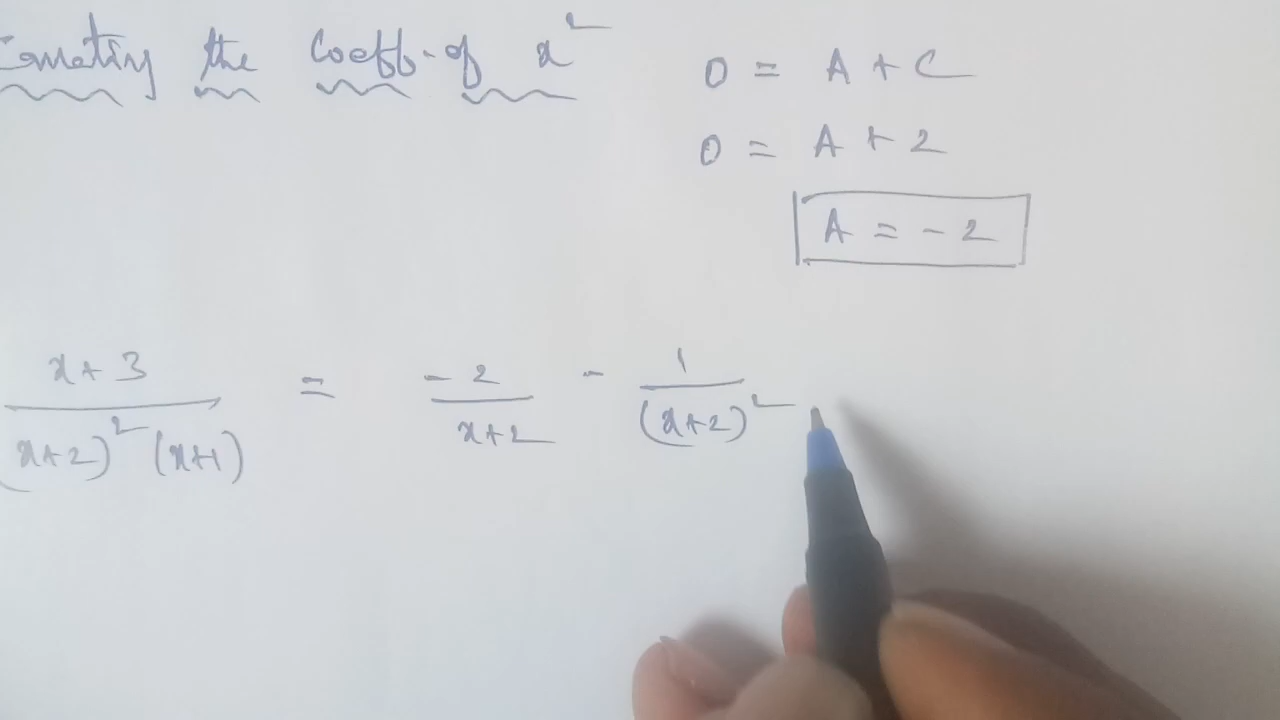 Equating the Coeff. of x²
0 = A + C
0 = A + 2
A = - 2
x+3 / (x+2)² (x+1) = -2 / x+2 - 1 / (x+2)²